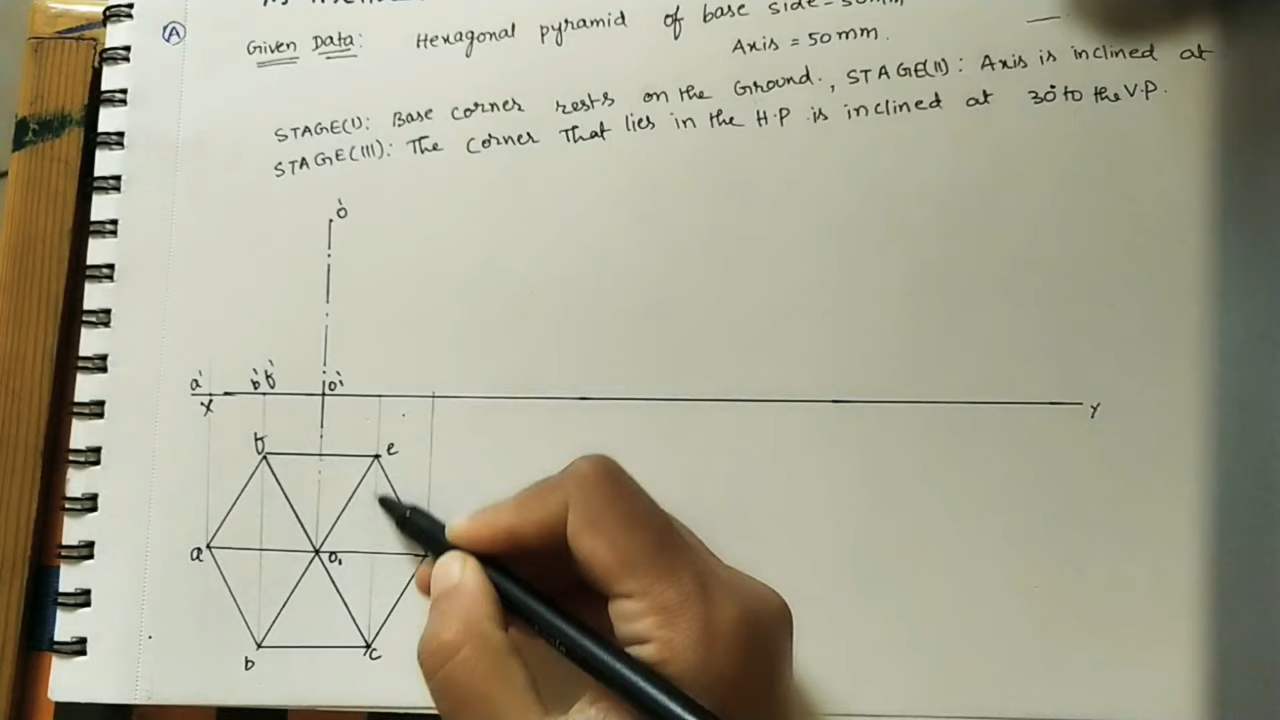 A
Given Data: Hexagonal pyramid of base side-
Axis = 50mm.
STAGE(I): Base corner rests on the Ground., STAGE(II): Axis is inclined at
STAGE(III): The corner That lies in the H.P is inclined at 30° to the V.P.
o'
a' b' f' o'
X Y
f e
a o₁
b c